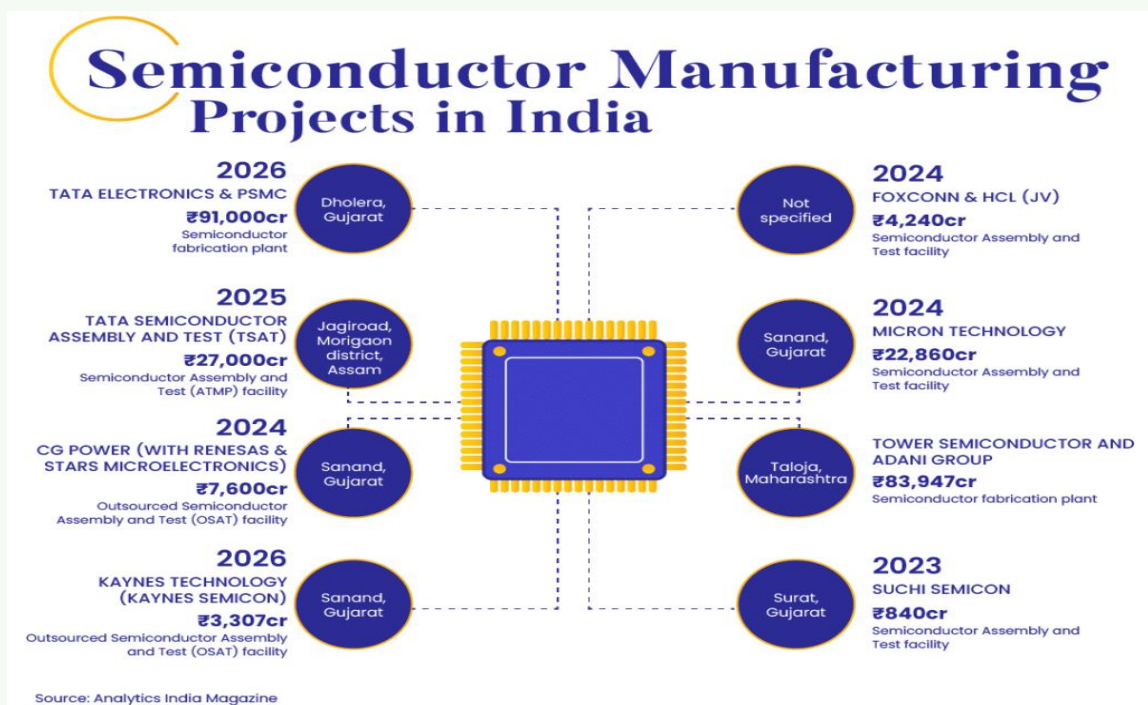 Semiconductor Manufacturing
Projects in India
2026
TATA ELECTRONICS & PSMC
₹91,000cr
Semiconductor
fabrication plant
Dholera,
Gujarat
2025
TATA SEMICONDUCTOR
ASSEMBLY AND TEST (TSAT)
₹27,000cr
Semiconductor Assembly and
Test (ATMP) facility
Jagiroad,
Morigaon
district,
Assam
2024
CG POWER (WITH RENESAS &
STARS MICROELECTRONICS)
₹7,600cr
Outsourced Semiconductor
Assembly and Test (OSAT) facility
Sanand,
Gujarat
2026
KAYNES TECHNOLOGY
(KAYNES SEMICON)
₹3,307cr
Outsourced Semiconductor Assembly
and Test (OSAT) facility
Sanand,
Gujarat
Not
specified
2024
FOXCONN & HCL (JV)
₹4,240cr
Semiconductor Assembly and
Test facility
Sanand,
Gujarat
2024
MICRON TECHNOLOGY
₹22,860cr
Semiconductor Assembly and
Test facility
Taloja,
Maharashtra
TOWER SEMICONDUCTOR AND
ADANI GROUP
₹83,947cr
Semiconductor fabrication plant
Surat,
Gujarat
2023
SUCHI SEMICON
₹840cr
Semiconductor Assembly and
Test facility
Source: Analytics India Magazine